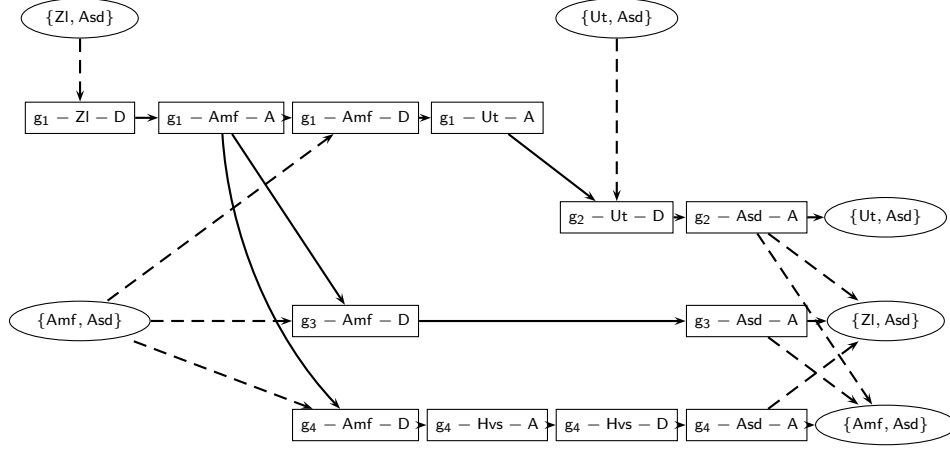 {Zl, Asd} {Ut, Asd}
g₁ − Zl − D g₁ − Amf − A g₁ − Amf − D g₁ − Ut − A
g₂ − Ut − D g₂ − Asd − A {Ut, Asd}
{Amf, Asd} g₃ − Amf − D g₃ − Asd − A {Zl, Asd}
g₄ − Amf − D g₄ − Hvs − A g₄ − Hvs − D g₄ − Asd − A {Amf, Asd}